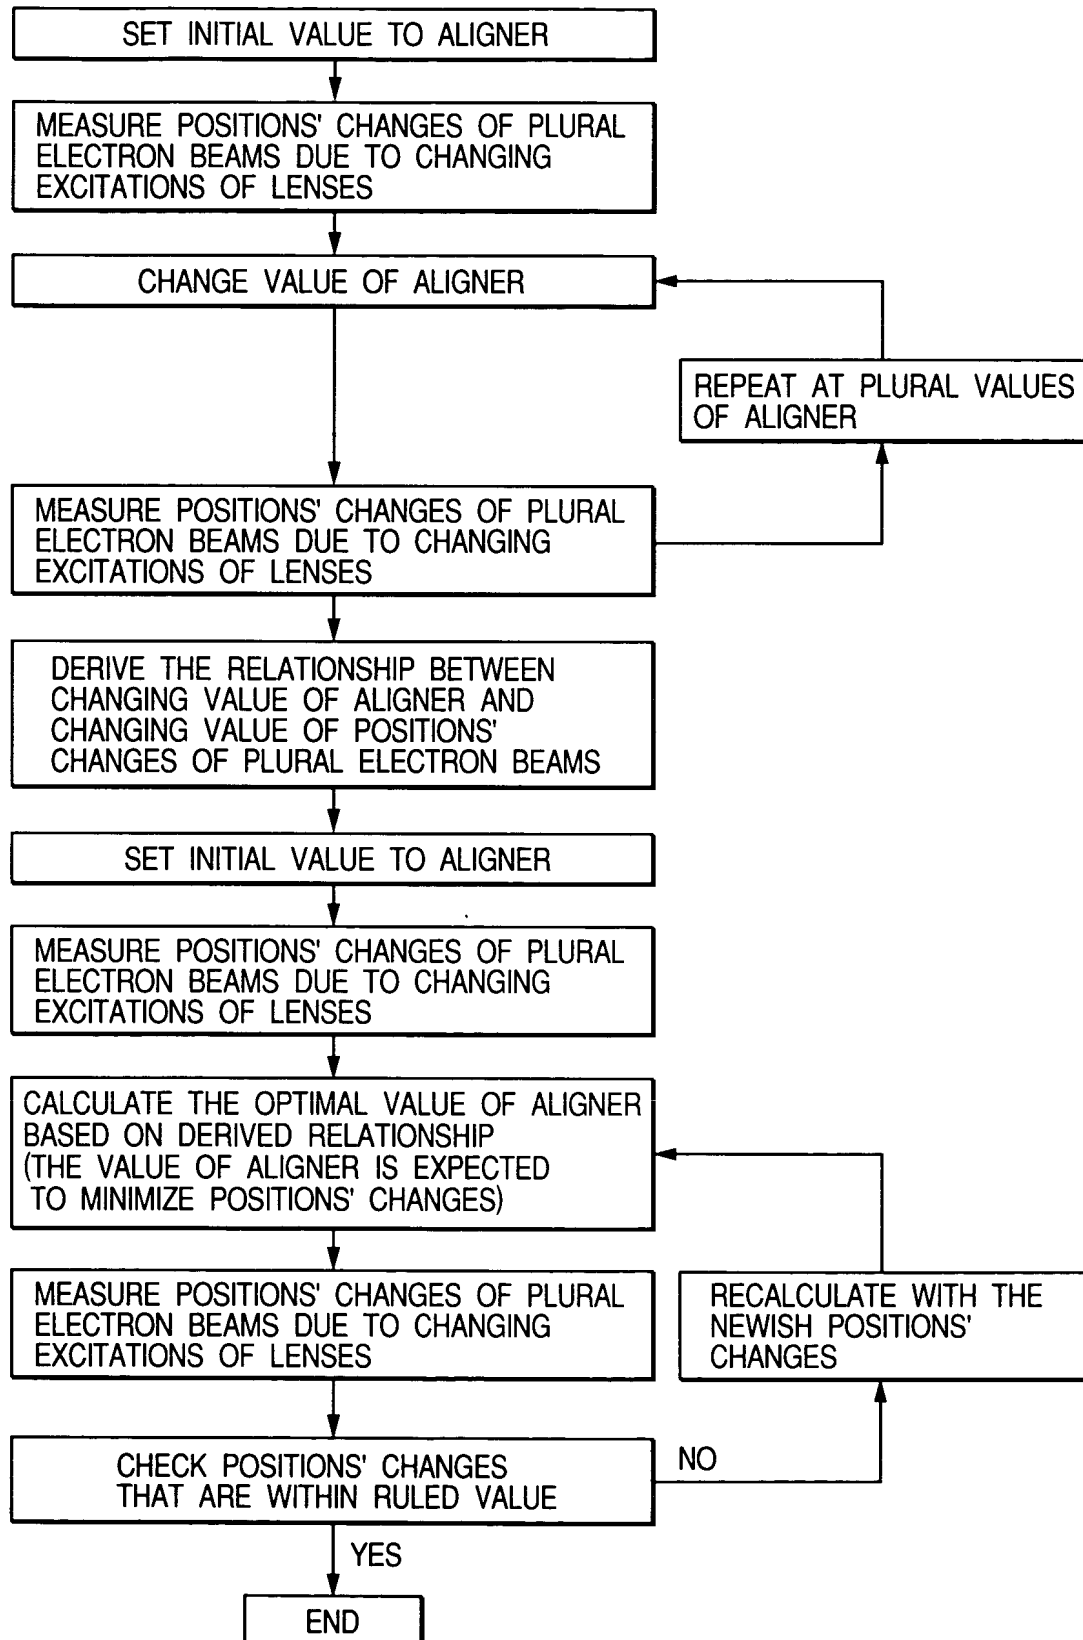 SET INITIAL VALUE TO ALIGNER
MEASURE POSITIONS' CHANGES OF PLURAL
ELECTRON BEAMS DUE TO CHANGING
EXCITATIONS OF LENSES
CHANGE VALUE OF ALIGNER
REPEAT AT PLURAL VALUES
OF ALIGNER
MEASURE POSITIONS' CHANGES OF PLURAL
ELECTRON BEAMS DUE TO CHANGING
EXCITATIONS OF LENSES
DERIVE THE RELATIONSHIP BETWEEN
CHANGING VALUE OF ALIGNER AND
CHANGING VALUE OF POSITIONS'
CHANGES OF PLURAL ELECTRON BEAMS
SET INITIAL VALUE TO ALIGNER
MEASURE POSITIONS' CHANGES OF PLURAL
ELECTRON BEAMS DUE TO CHANGING
EXCITATIONS OF LENSES
CALCULATE THE OPTIMAL VALUE OF ALIGNER
BASED ON DERIVED RELATIONSHIP
(THE VALUE OF ALIGNER IS EXPECTED
TO MINIMIZE POSITIONS' CHANGES)
MEASURE POSITIONS' CHANGES OF PLURAL
ELECTRON BEAMS DUE TO CHANGING
EXCITATIONS OF LENSES
RECALCULATE WITH THE
NEWISH POSITIONS'
CHANGES
CHECK POSITIONS' CHANGES
THAT ARE WITHIN RULED VALUE
NO
YES
END